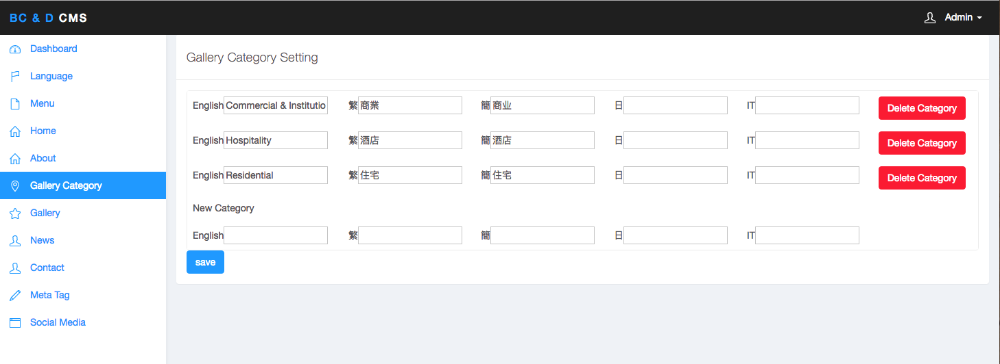 BC & D CMS
Admin
Dashboard
Language
Menu
Home
About
Gallery Category
Gallery
News
Contact
Meta Tag
Social Media
Gallery Category Setting
English Commercial & Institutio 繁 商業 簡 商业 日 IT Delete Category
English Hospitality 繁 酒店 簡 酒店 日 IT Delete Category
English Residential 繁 住宅 簡 住宅 日 IT Delete Category
New Category
English 繁 簡 日 IT
save